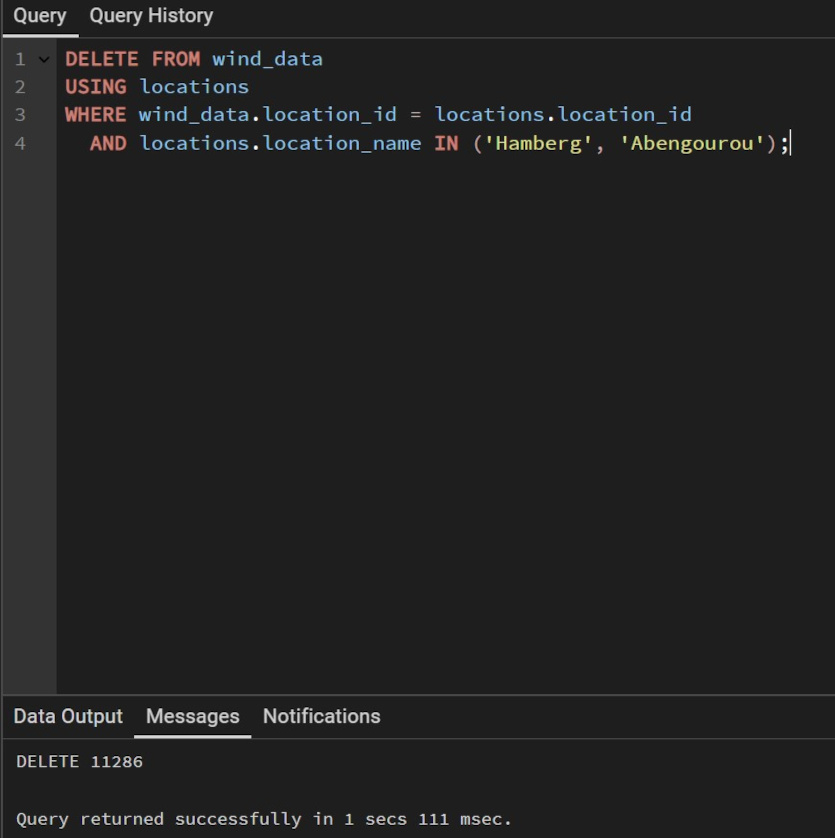 Query Query History
1 DELETE FROM wind_data
2 USING locations
3 WHERE wind_data.location_id = locations.location_id
4 AND locations.location_name IN ('Hamberg', 'Abengourou');
Data Output Messages Notifications
DELETE 11286
Query returned successfully in 1 secs 111 msec.